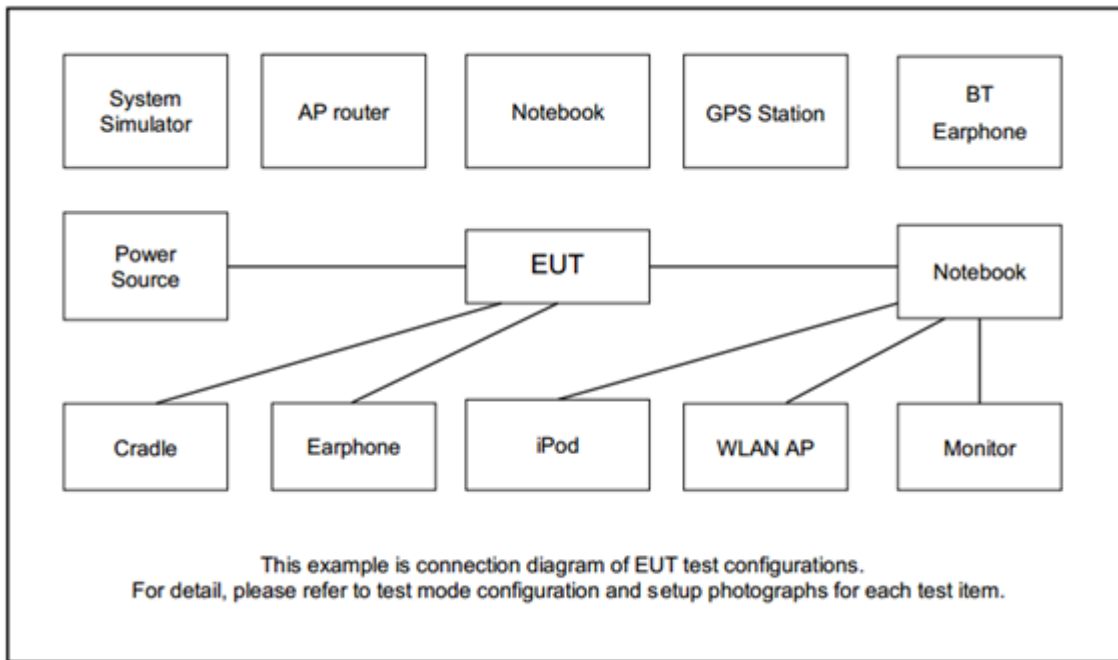 System
Simulator
AP router
Notebook
GPS Station
BT
Earphone
Power
Source
EUT
Notebook
Cradle
Earphone
iPod
WLAN AP
Monitor
This example is connection diagram of EUT test configurations.
For detail, please refer to test mode configuration and setup photographs for each test item.